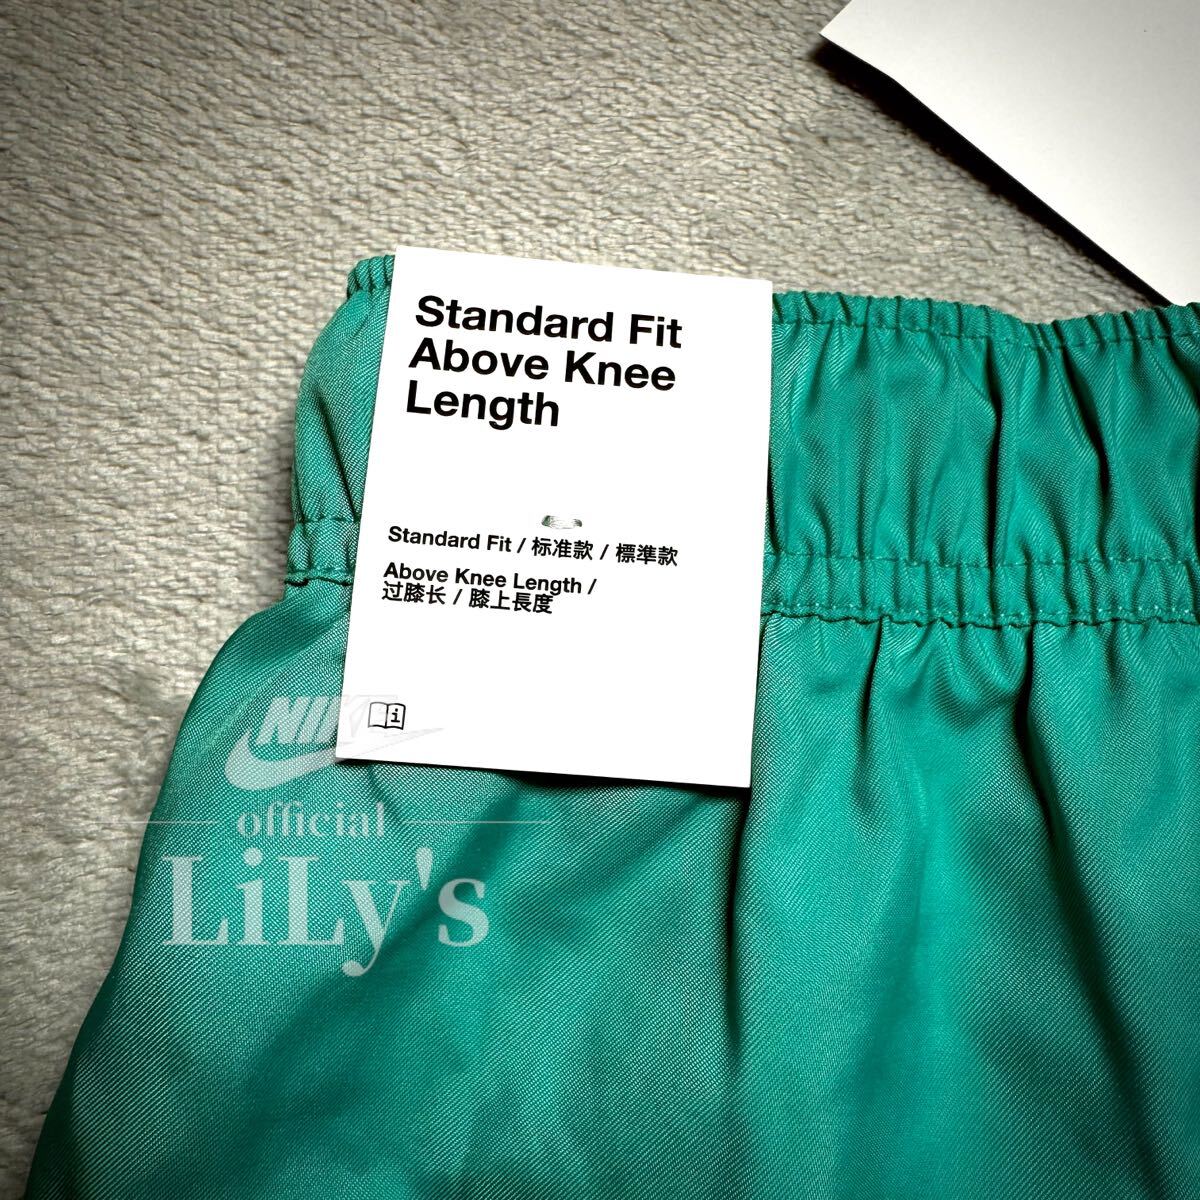 Standard Fit
Above Knee
Length
Standard Fit / 标准款 / 標準款
Above Knee Length /
过膝长 / 膝上長度
i
NIKE
official
LiLy's